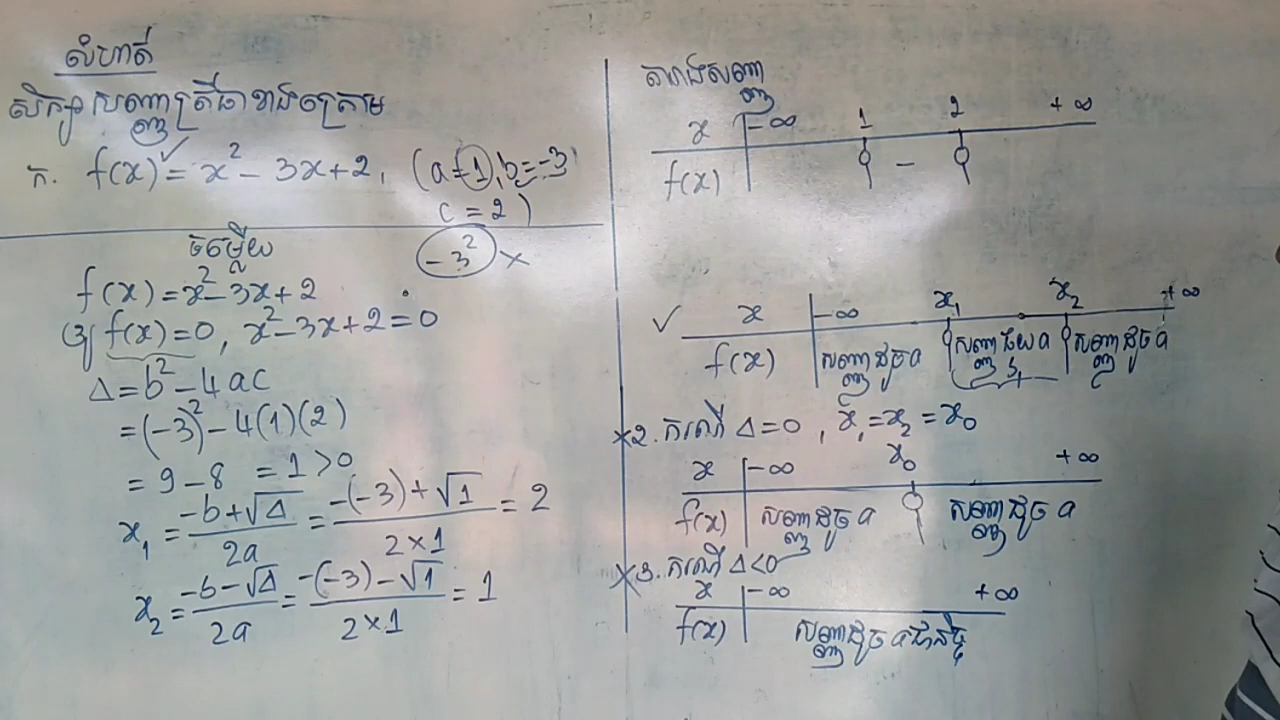 លំហាត់
សិក្សាសញ្ញាត្រីធាខាងក្រោម
ក. f(x) = x² - 3x + 2, (a = 1, b = -3
c = 2)
ចម្លើយ
-3² ×
f(x) = x² - 3x + 2
f(x) = 0, x² - 3x + 2 = 0
Δ = b² - 4ac
= (-3)² - 4(1)(2)
= 9 - 8 = 1 > 0
x₁ = (-b + √Δ)/2a = (-(-3) + √1)/(2 × 1) = 2
x₂ = (-b - √Δ)/2a = (-(-3) - √1)/(2 × 1) = 1
តារាងសញ្ញា
x -∞ 1 2 +∞
f(x) -
✓ x -∞ x₁ x₂ +∞
f(x) សញ្ញាដូច a សញ្ញាផ្ទុយ a សញ្ញាដូច a
×2. ករណី Δ = 0, x₁ = x₂ = x₀
x -∞ x₀ +∞
f(x) សញ្ញាដូច a សញ្ញាដូច a
×3. ករណី Δ < 0
x -∞ +∞
f(x) សញ្ញាដូច a ជានិច្ច